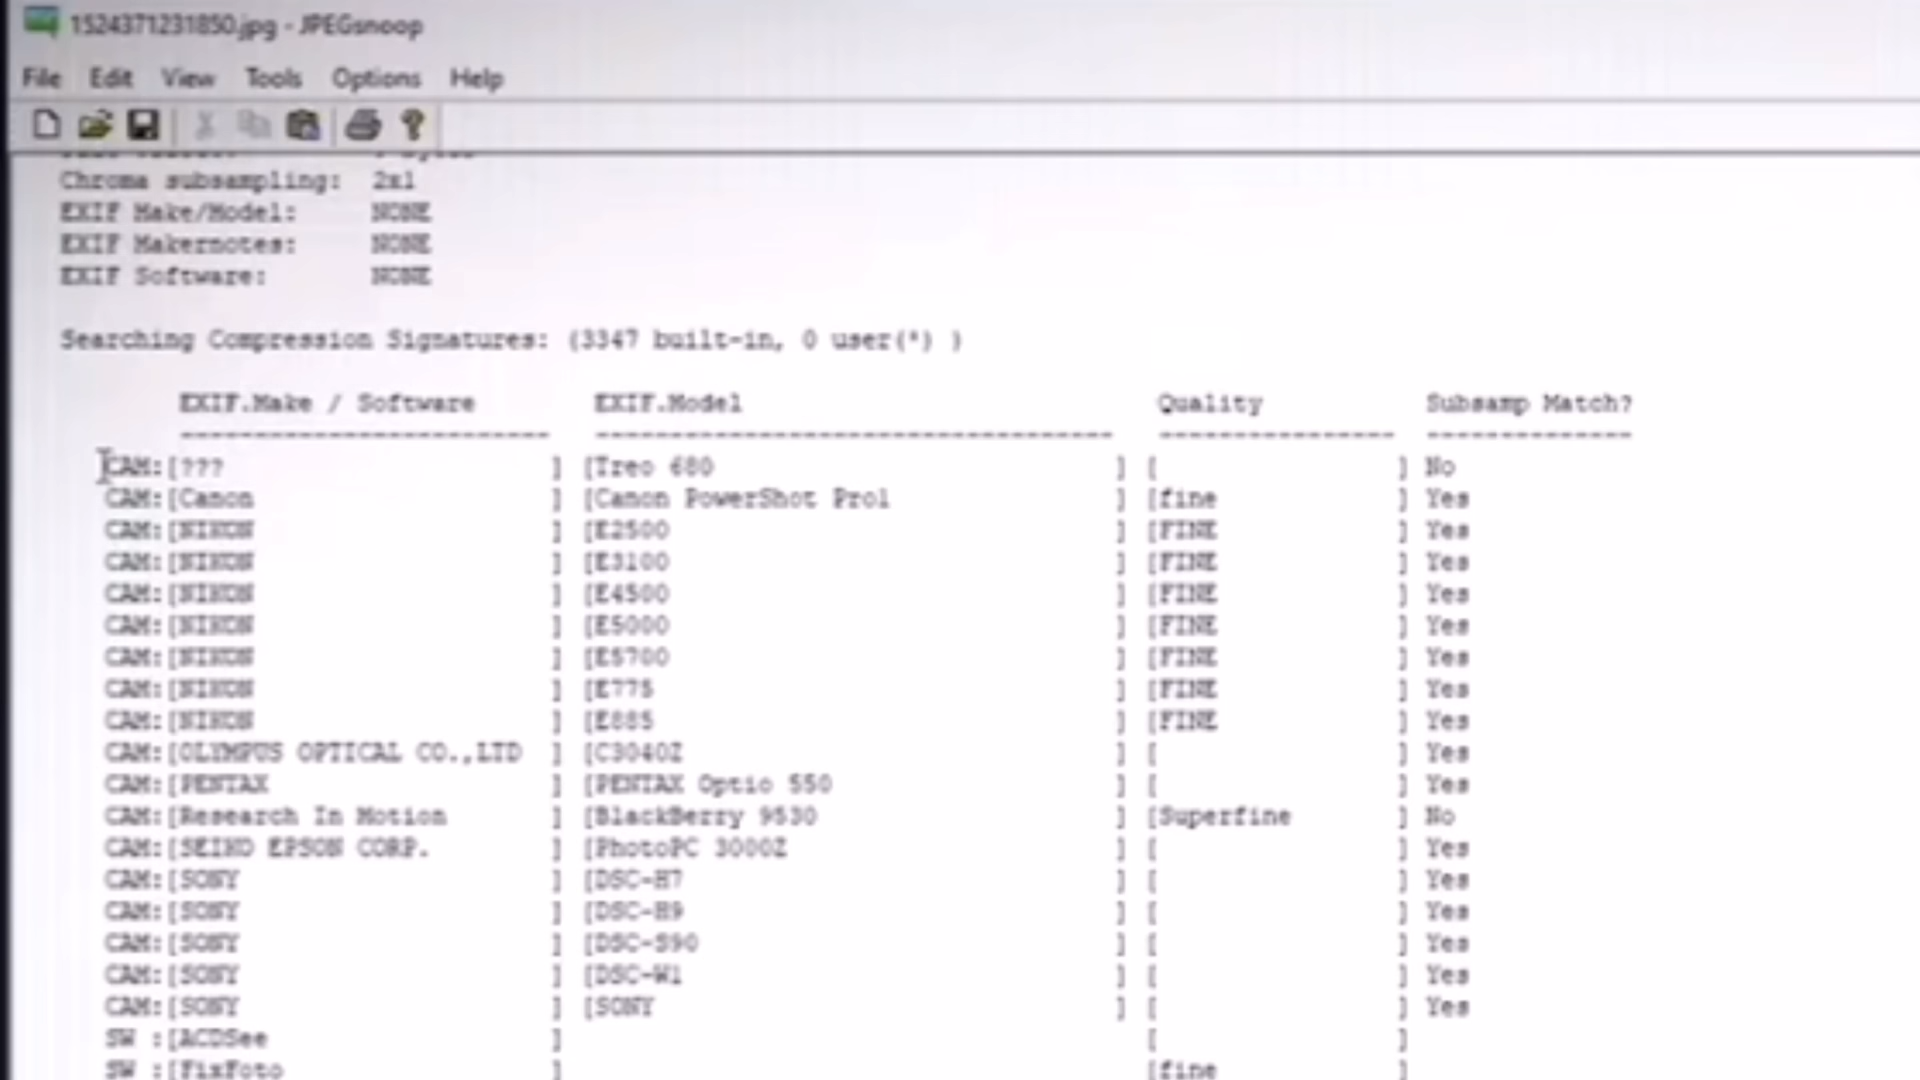 1524371231850.jpg - JPEGsnoop
File Edit View Tools Options Help
Chroma subsampling: 2x1
EXIF Make/Model: NONE
EXIF Makernotes: NONE
EXIF Software: NONE
Searching Compression Signatures: (3347 built-in, 0 user(*) )
EXIF.Make / Software EXIF.Model Quality Subsamp Match?
------------------------- ----------------------------------- ---------------- --------------
CAM:[??? ] [Treo 680 ] [ ] No
CAM:[Canon ] [Canon PowerShot Pro1 ] [fine ] Yes
CAM:[NIKON ] [E2500 ] [FINE ] Yes
CAM:[NIKON ] [E3100 ] [FINE ] Yes
CAM:[NIKON ] [E4500 ] [FINE ] Yes
CAM:[NIKON ] [E5000 ] [FINE ] Yes
CAM:[NIKON ] [E5700 ] [FINE ] Yes
CAM:[NIKON ] [E775 ] [FINE ] Yes
CAM:[NIKON ] [E885 ] [FINE ] Yes
CAM:[OLYMPUS OPTICAL CO.,LTD ] [C3040Z ] [ ] Yes
CAM:[PENTAX ] [PENTAX Optio 550 ] [ ] Yes
CAM:[Research In Motion ] [BlackBerry 9530 ] [Superfine ] No
CAM:[SEIKO EPSON CORP. ] [PhotoPC 3000Z ] [ ] Yes
CAM:[SONY ] [DSC-H7 ] [ ] Yes
CAM:[SONY ] [DSC-H9 ] [ ] Yes
CAM:[SONY ] [DSC-S90 ] [ ] Yes
CAM:[SONY ] [DSC-W1 ] [ ] Yes
CAM:[SONY ] [SONY ] [ ] Yes
SW :[ACDSee ] [ ]
SW :[FixFoto ] [fine ]